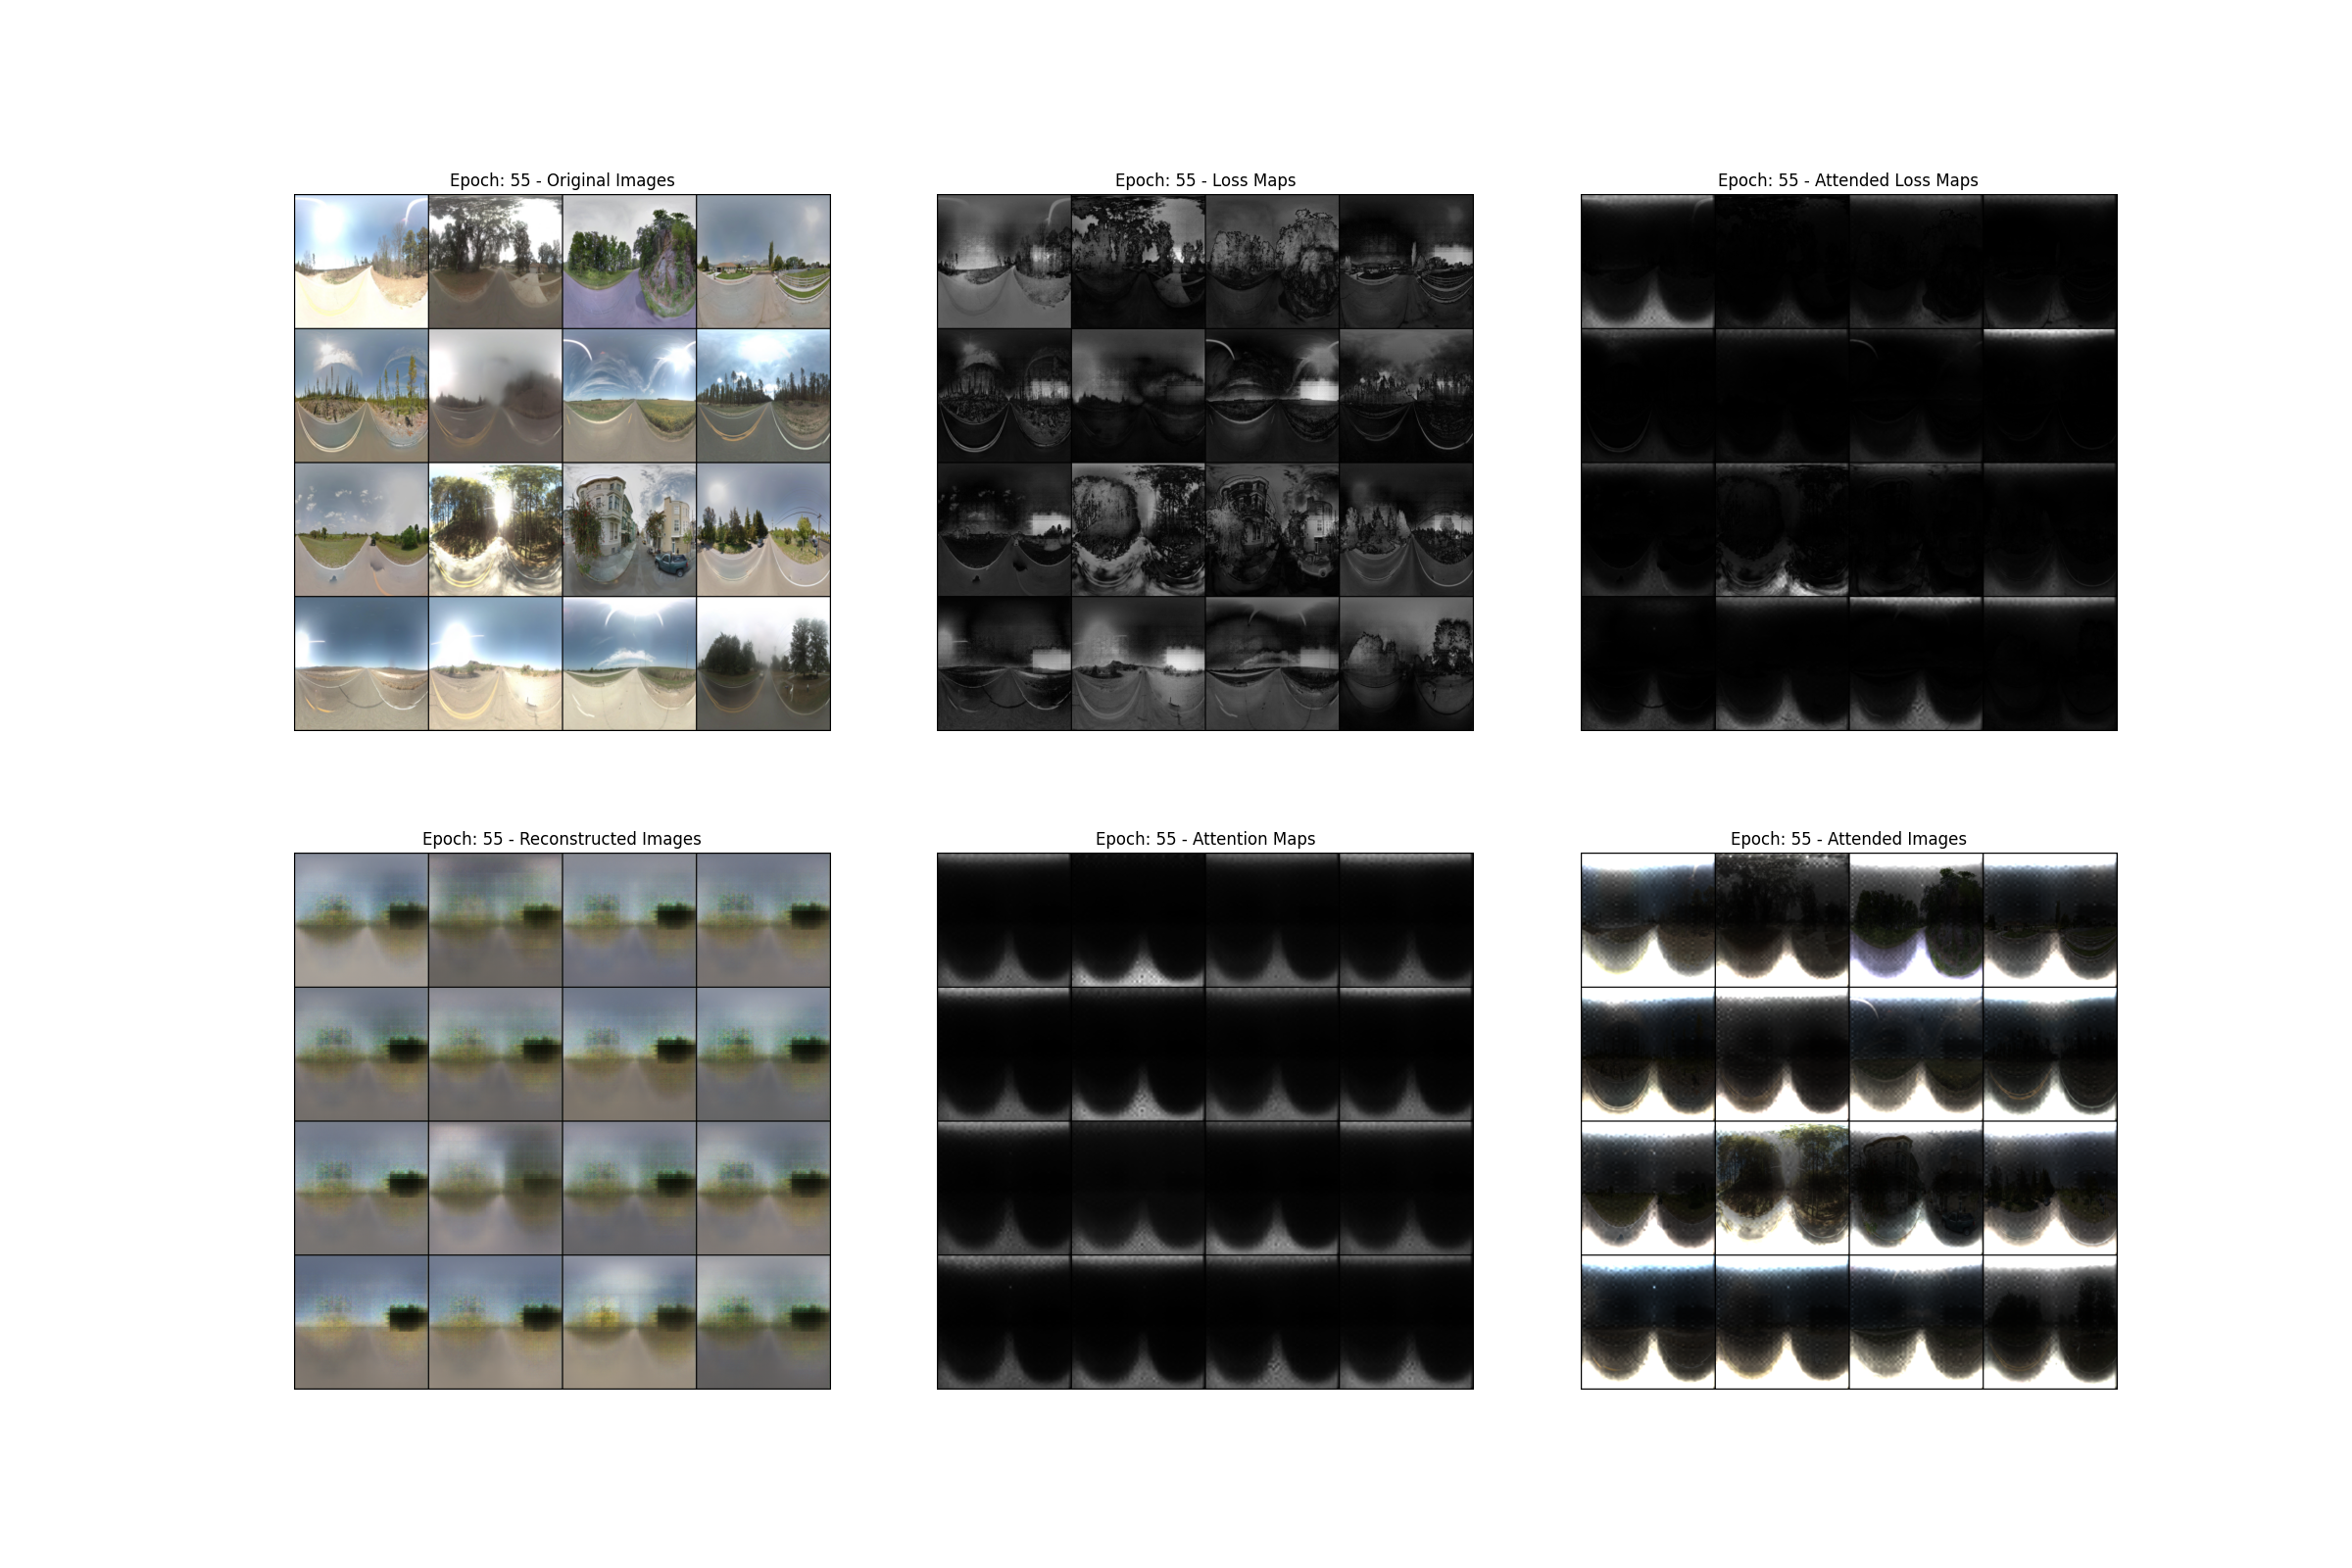 Epoch: 55 - Original Images
Epoch: 55 - Loss Maps
Epoch: 55 - Attended Loss Maps
Epoch: 55 - Reconstructed Images
Epoch: 55 - Attention Maps
Epoch: 55 - Attended Images